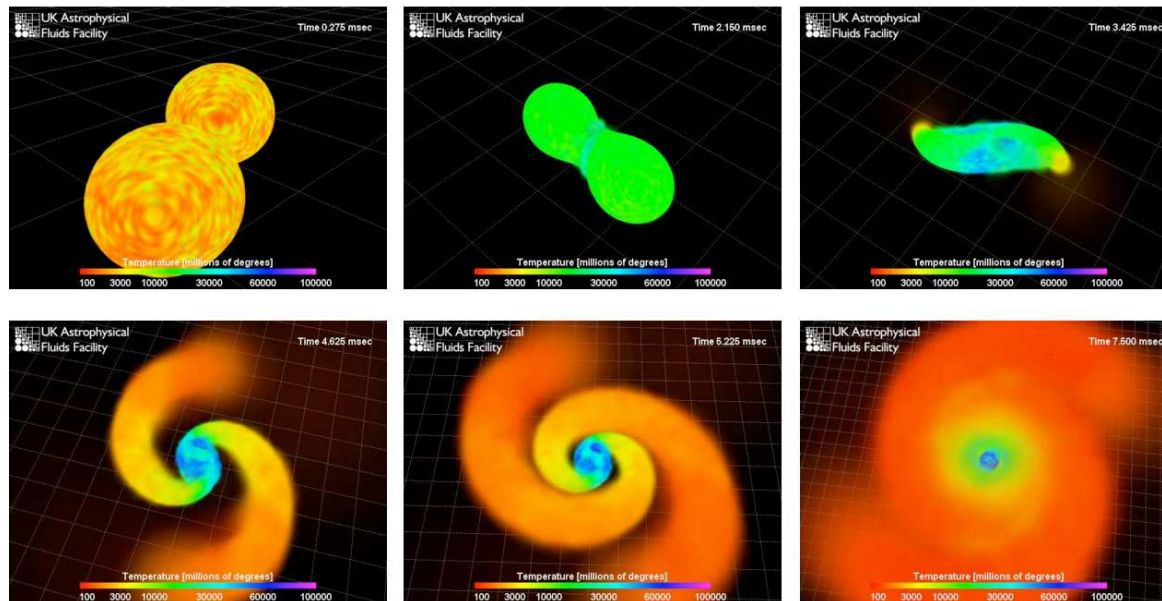 UK Astrophysical
Fluids Facility
Time 0.275 msec
Temperature [millions of degrees]
100 3000 10000 30000 60000 100000
UK Astrophysical
Fluids Facility
Time 2.150 msec
Temperature [millions of degrees]
100 3000 10000 30000 60000 100000
UK Astrophysical
Fluids Facility
Time 3.425 msec
Temperature [millions of degrees]
100 3000 10000 30000 60000 100000
UK Astrophysical
Fluids Facility
Time 4.625 msec
Temperature [millions of degrees]
100 3000 10000 30000 60000 100000
UK Astrophysical
Fluids Facility
Time 5.225 msec
Temperature [millions of degrees]
100 3000 10000 30000 60000 100000
UK Astrophysical
Fluids Facility
Time 7.500 msec
Temperature [millions of degrees]
100 3000 10000 30000 60000 100000